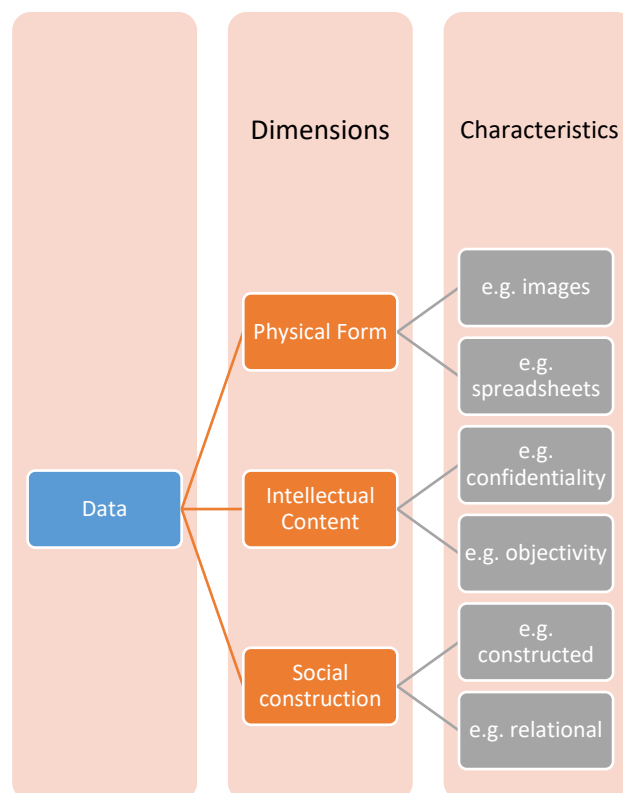 Dimensions
Characteristics
Data
Physical Form
e.g. images
e.g.
spreadsheets
Intellectual
Content
e.g.
confidentiality
e.g. objectivity
Social
construction
e.g.
constructed
e.g. relational